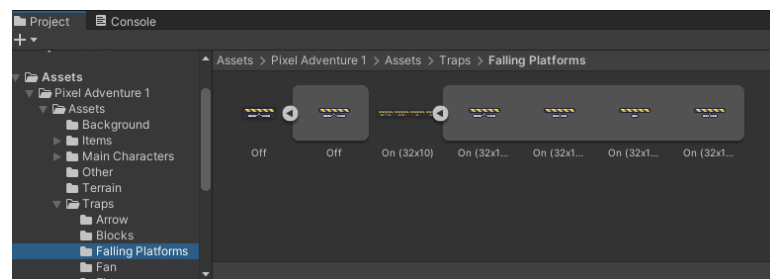 Project
Console
Assets > Pixel Adventure 1 > Assets > Traps > Falling Platforms
Assets
Pixel Adventure 1
Assets
Background
Items
Main Characters
Other
Terrain
Traps
Arrow
Blocks
Falling Platforms
Fan
Off
Off
On (32x10)
On (32x1...
On (32x1...
On (32x1...
On (32x1...